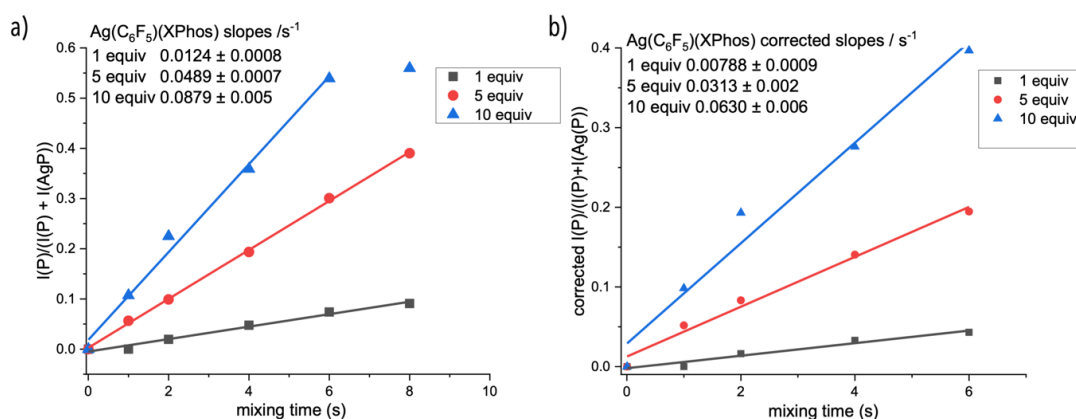 a)
Ag(C₆F₅)(XPhos) slopes /s⁻¹
1 equiv 0.0124 ± 0.0008
5 equiv 0.0489 ± 0.0007
10 equiv 0.0879 ± 0.005
1 equiv
5 equiv
10 equiv
0.6
0.5
0.4
0.3
0.2
0.1
0.0
I(P)/(I(P) + I(AgP))
0
2
4
6
8
10
mixing time (s)
b)
Ag(C₆F₅)(XPhos) corrected slopes / s⁻¹
1 equiv 0.00788 ± 0.0009
5 equiv 0.0313 ± 0.002
10 equiv 0.0630 ± 0.006
1 equiv
5 equiv
10 equiv
0.4
0.3
0.2
0.1
0.0
corrected I(P)/(I(P)+I(Ag(P))
0
2
4
6
mixing time (s)